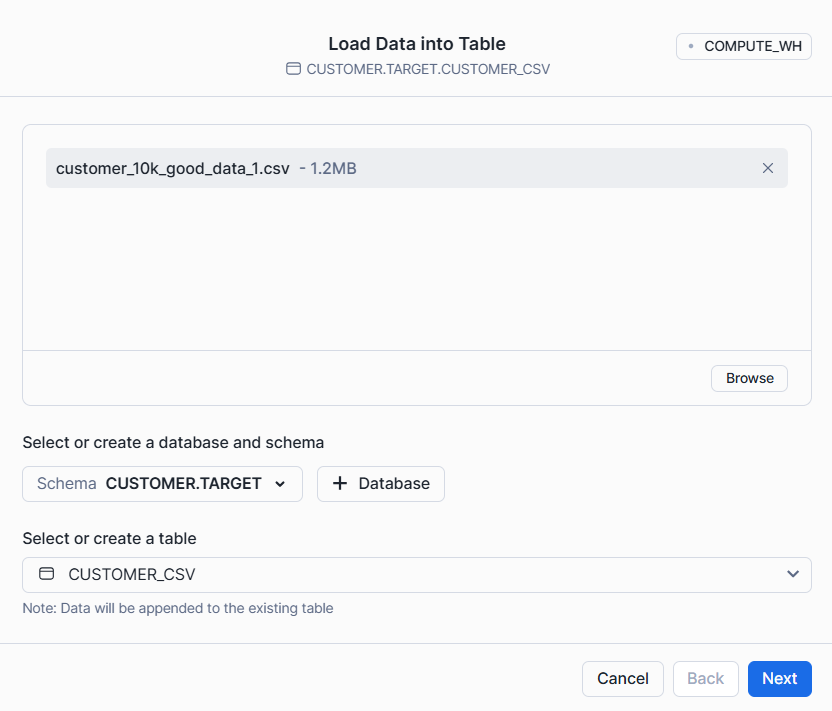 Load Data into Table
COMPUTE_WH
CUSTOMER.TARGET.CUSTOMER_CSV
customer_10k_good_data_1.csv - 1.2MB
Browse
Select or create a database and schema
Schema CUSTOMER.TARGET
+ Database
Select or create a table
CUSTOMER_CSV
Note: Data will be appended to the existing table
Cancel Back Next